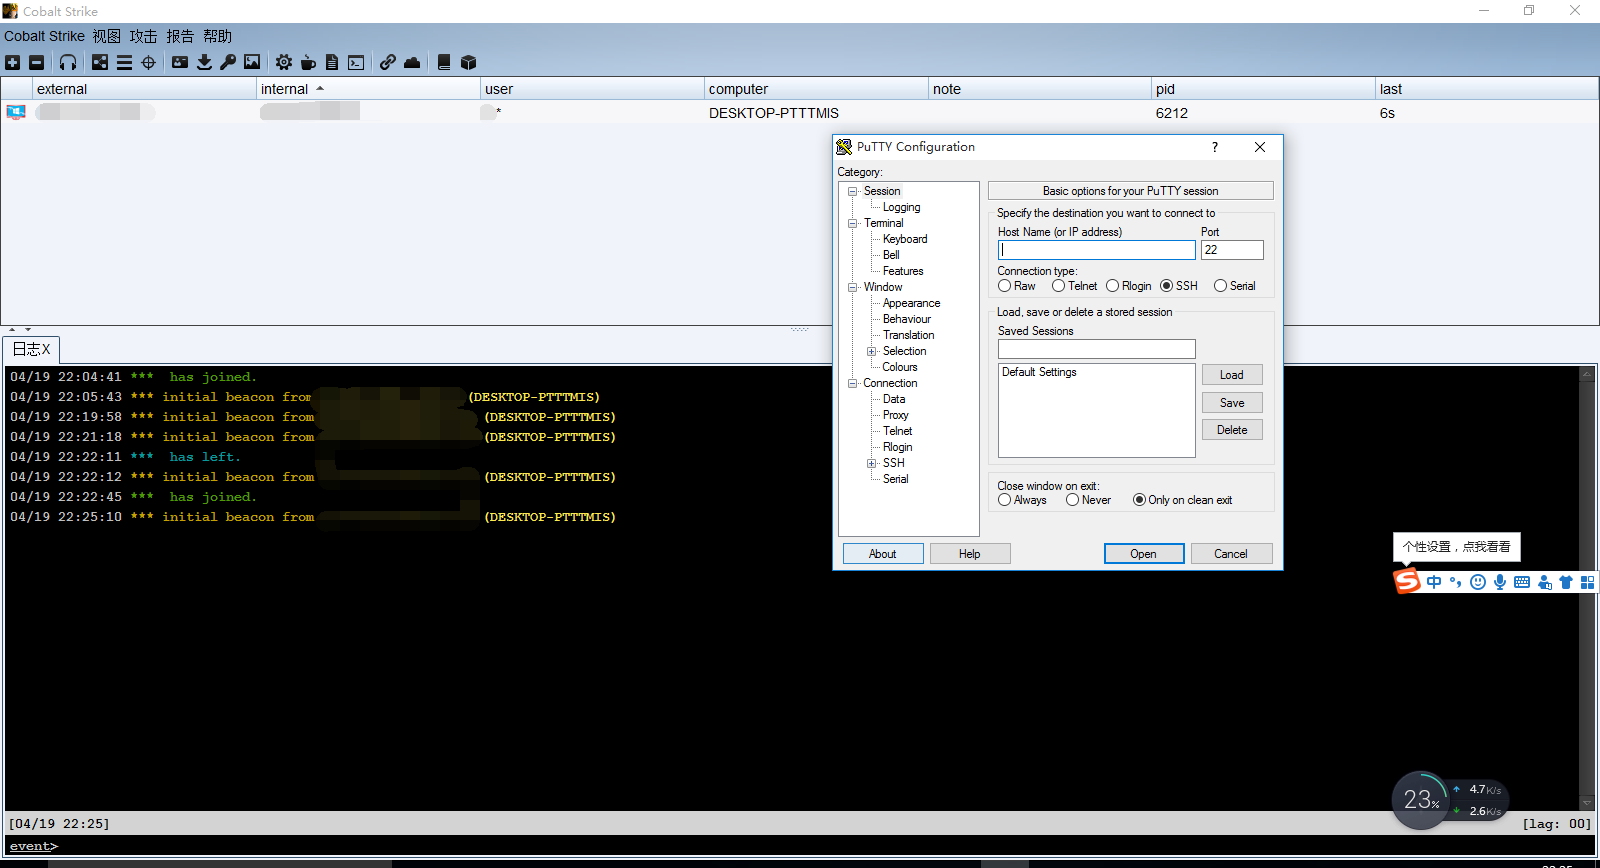 Cobalt Strike
Cobalt Strike 视图 攻击 报告 帮助
external internal user computer note pid last
* DESKTOP-PTTTMIS 6212 6s
日志X
04/19 22:04:41 *** has joined.
04/19 22:05:43 *** initial beacon from (DESKTOP-PTTTMIS)
04/19 22:19:58 *** initial beacon from (DESKTOP-PTTTMIS)
04/19 22:21:18 *** initial beacon from (DESKTOP-PTTTMIS)
04/19 22:22:11 *** has left.
04/19 22:22:12 *** initial beacon from (DESKTOP-PTTTMIS)
04/19 22:22:45 *** has joined.
04/19 22:25:10 *** initial beacon from (DESKTOP-PTTTMIS)
[04/19 22:25] [lag: 00]
event>
PuTTY Configuration ?
Category:
Session
Logging
Terminal
Keyboard
Bell
Features
Window
Appearance
Behaviour
Translation
Selection
Colours
Connection
Data
Proxy
Telnet
Rlogin
SSH
Serial
Basic options for your PuTTY session
Specify the destination you want to connect to
Host Name (or IP address) Port
22
Connection type:
Raw Telnet Rlogin SSH Serial
Load, save or delete a stored session
Saved Sessions
Default Settings
Load
Save
Delete
Close window on exit:
Always Never Only on clean exit
About Help Open Cancel
个性设置，点我看看
S 中 °,
23% 4.7K/s
2.6K/s